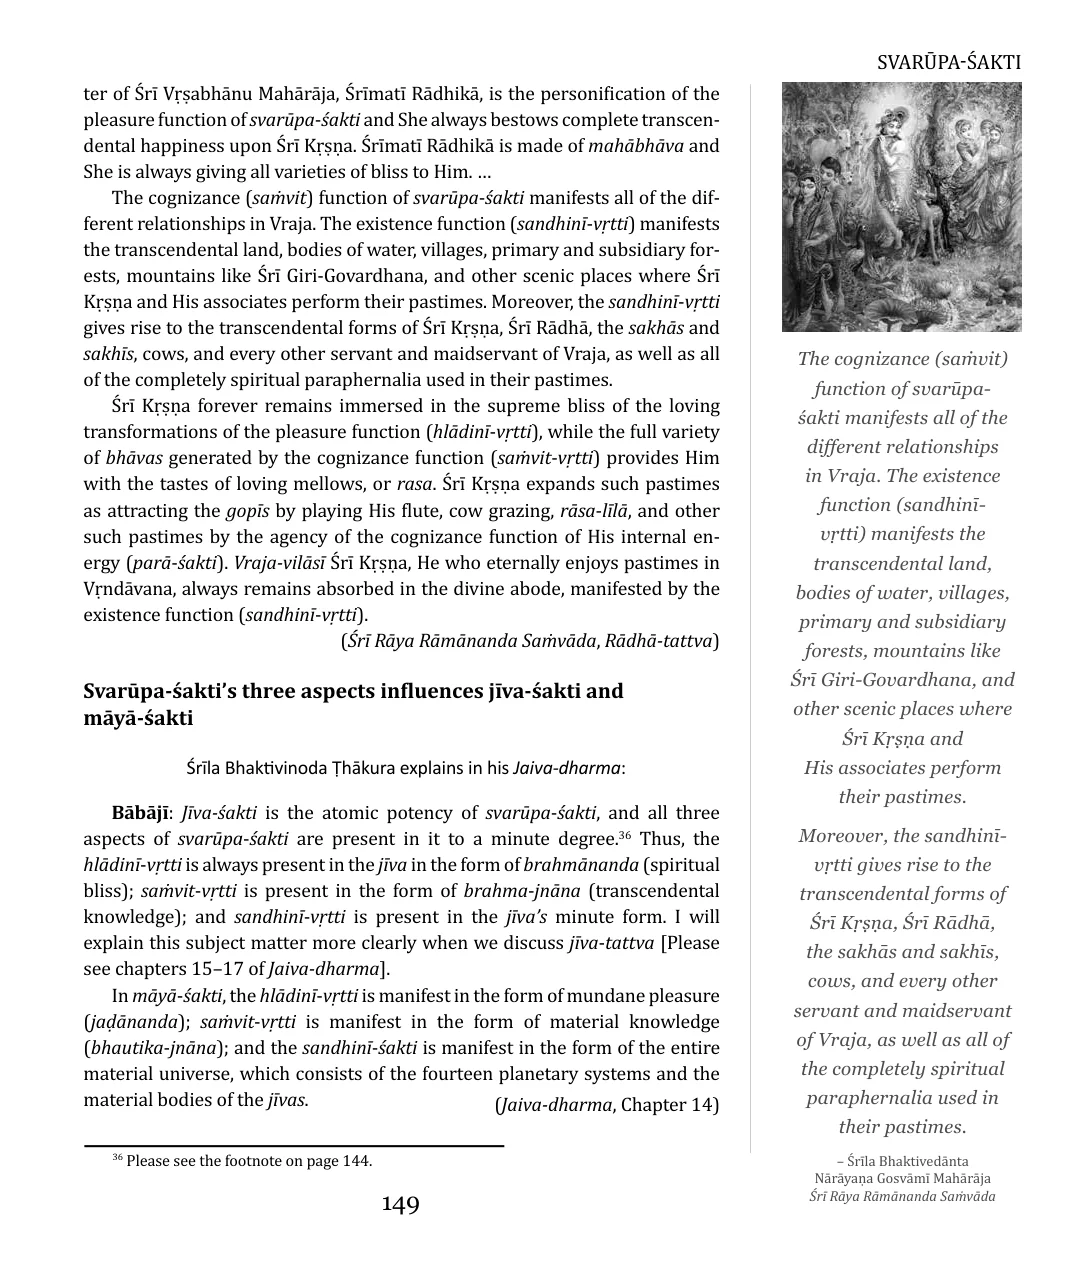 SVARŪPA-ŚAKTI
ter of Śrī Vṛṣabhānu Mahārāja, Śrīmatī Rādhikā, is the personification of the
pleasure function of svarūpa-śakti and She always bestows complete transcen-
dental happiness upon Śrī Kṛṣṇa. Śrīmatī Rādhikā is made of mahābhāva and
She is always giving all varieties of bliss to Him. …
The cognizance (saṁvit) function of svarūpa-śakti manifests all of the dif-
ferent relationships in Vraja. The existence function (sandhinī-vṛtti) manifests
the transcendental land, bodies of water, villages, primary and subsidiary for-
ests, mountains like Śrī Giri-Govardhana, and other scenic places where Śrī
Kṛṣṇa and His associates perform their pastimes. Moreover, the sandhinī-vṛtti
gives rise to the transcendental forms of Śrī Kṛṣṇa, Śrī Rādhā, the sakhās and
sakhīs, cows, and every other servant and maidservant of Vraja, as well as all
of the completely spiritual paraphernalia used in their pastimes.
Śrī Kṛṣṇa forever remains immersed in the supreme bliss of the loving
transformations of the pleasure function (hlādinī-vṛtti), while the full variety
of bhāvas generated by the cognizance function (saṁvit-vṛtti) provides Him
with the tastes of loving mellows, or rasa. Śrī Kṛṣṇa expands such pastimes
as attracting the gopīs by playing His flute, cow grazing, rāsa-līlā, and other
such pastimes by the agency of the cognizance function of His internal en-
ergy (parā-śakti). Vraja-vilāsī Śrī Kṛṣṇa, He who eternally enjoys pastimes in
Vṛndāvana, always remains absorbed in the divine abode, manifested by the
existence function (sandhinī-vṛtti).
(Śrī Rāya Rāmānanda Saṁvāda, Rādhā-tattva)
Svarūpa-śakti’s three aspects influences jīva-śakti and
māyā-śakti
Śrīla Bhaktivinoda Ṭhākura explains in his Jaiva-dharma:
Bābājī: Jīva-śakti is the atomic potency of svarūpa-śakti, and all three
aspects of svarūpa-śakti are present in it to a minute degree.³⁶ Thus, the
hlādinī-vṛtti is always present in the jīva in the form of brahmānanda (spiritual
bliss); saṁvit-vṛtti is present in the form of brahma-jnāna (transcendental
knowledge); and sandhinī-vṛtti is present in the jīva’s minute form. I will
explain this subject matter more clearly when we discuss jīva-tattva [Please
see chapters 15–17 of Jaiva-dharma].
In māyā-śakti, the hlādinī-vṛtti is manifest in the form of mundane pleasure
(jaḍānanda); saṁvit-vṛtti is manifest in the form of material knowledge
(bhautika-jnāna); and the sandhinī-śakti is manifest in the form of the entire
material universe, which consists of the fourteen planetary systems and the
material bodies of the jīvas. (Jaiva-dharma, Chapter 14)
³⁶ Please see the footnote on page 144.
149
The cognizance (saṁvit)
function of svarūpa-
śakti manifests all of the
different relationships
in Vraja. The existence
function (sandhinī-
vṛtti) manifests the
transcendental land,
bodies of water, villages,
primary and subsidiary
forests, mountains like
Śrī Giri-Govardhana, and
other scenic places where
Śrī Kṛṣṇa and
His associates perform
their pastimes.
Moreover, the sandhinī-
vṛtti gives rise to the
transcendental forms of
Śrī Kṛṣṇa, Śrī Rādhā,
the sakhās and sakhīs,
cows, and every other
servant and maidservant
of Vraja, as well as all of
the completely spiritual
paraphernalia used in
their pastimes.
– Śrīla Bhaktivedānta
Nārāyaṇa Gosvāmī Mahārāja
Śrī Rāya Rāmānanda Saṁvāda